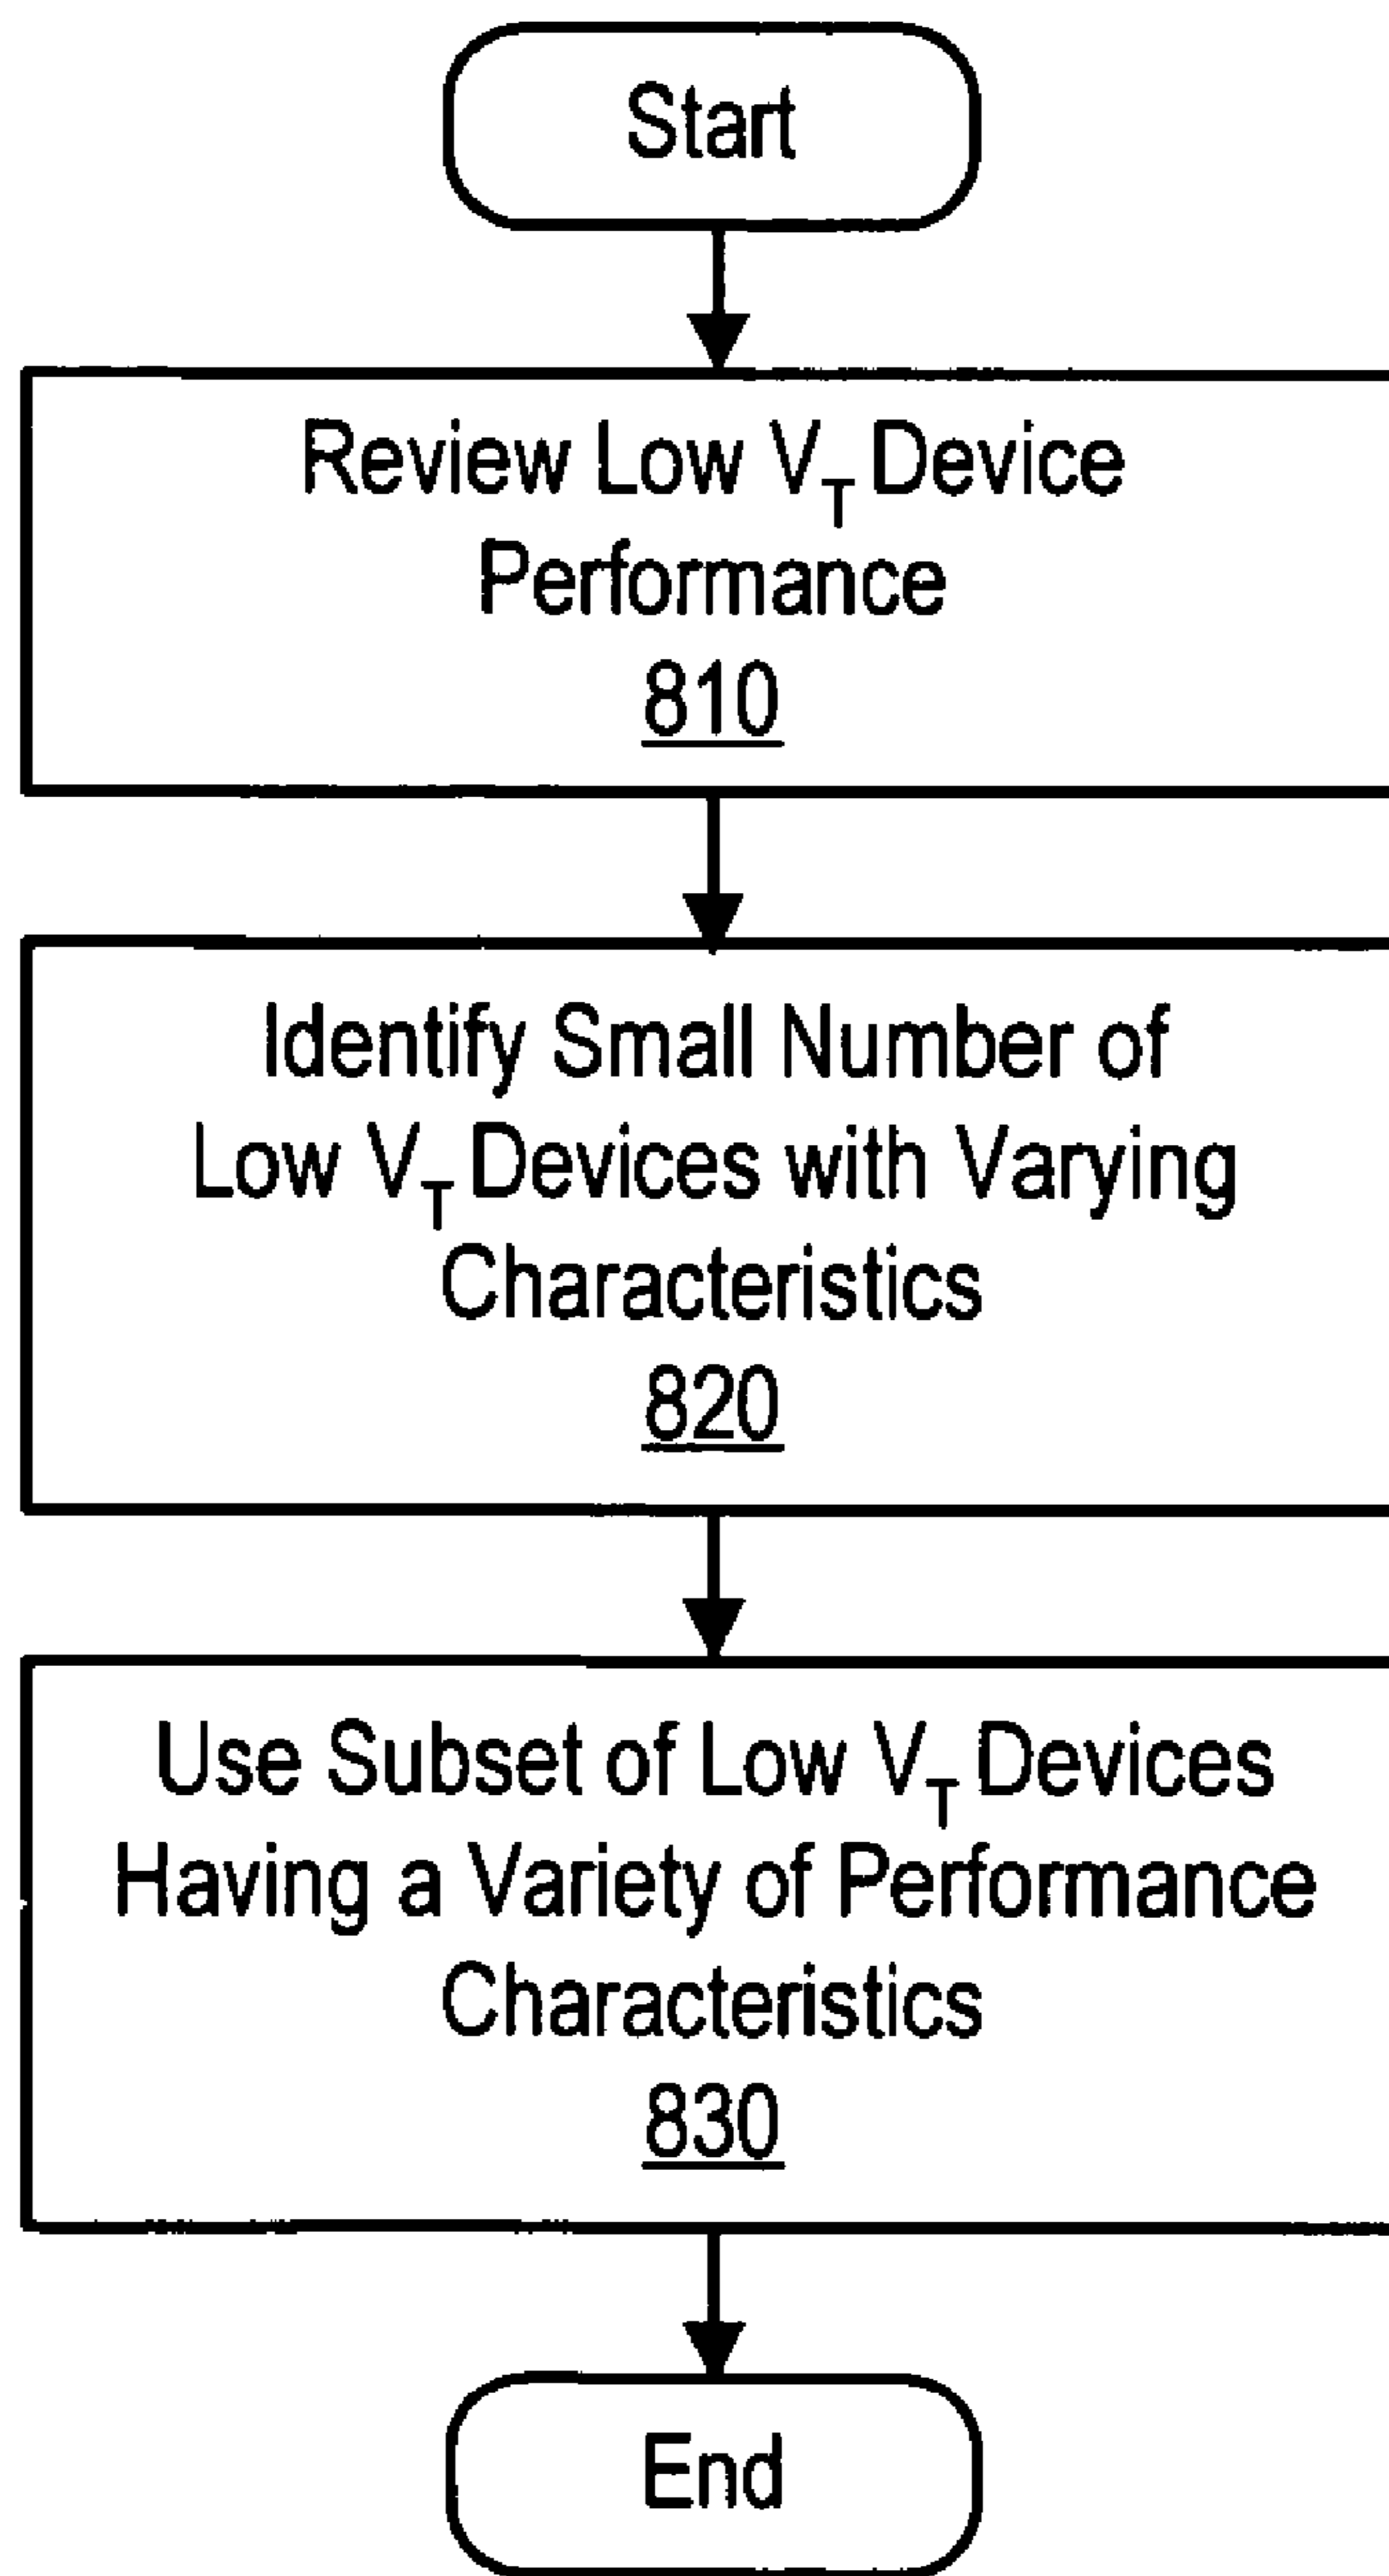 Start
Review Low V_T Device
Performance
810
Identify Small Number of
Low V_T Devices with Varying
Characteristics
820
Use Subset of Low V_T Devices
Having a Variety of Performance
Characteristics
830
End